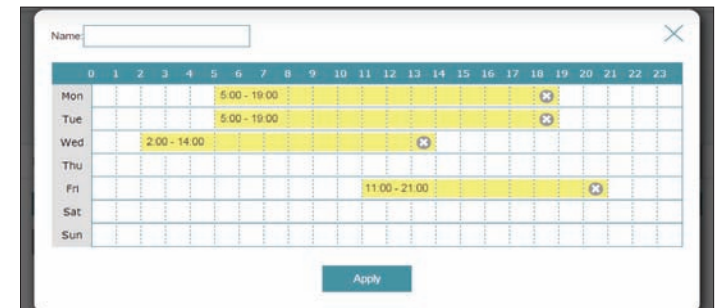 Name:
0 1 2 3 4 5 6 7 8 9 10 11 12 13 14 15 16 17 18 19 20 21 22 23
Mon 5:00 - 19:00
Tue 5:00 - 19:00
Wed 2:00 - 14:00
Thu
Fri 11:00 - 21:00
Sat
Sun
Apply